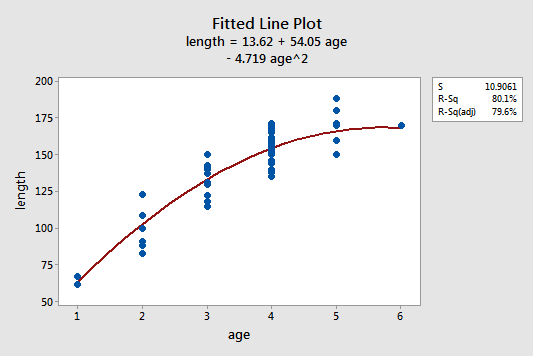 Fitted Line Plot
length = 13.62 + 54.05 age
- 4.719 age^2
S 10.9061
R-Sq 80.1%
R-Sq(adj) 79.6%
200
175
150
125
100
75
50
length
1 2 3 4 5 6
age